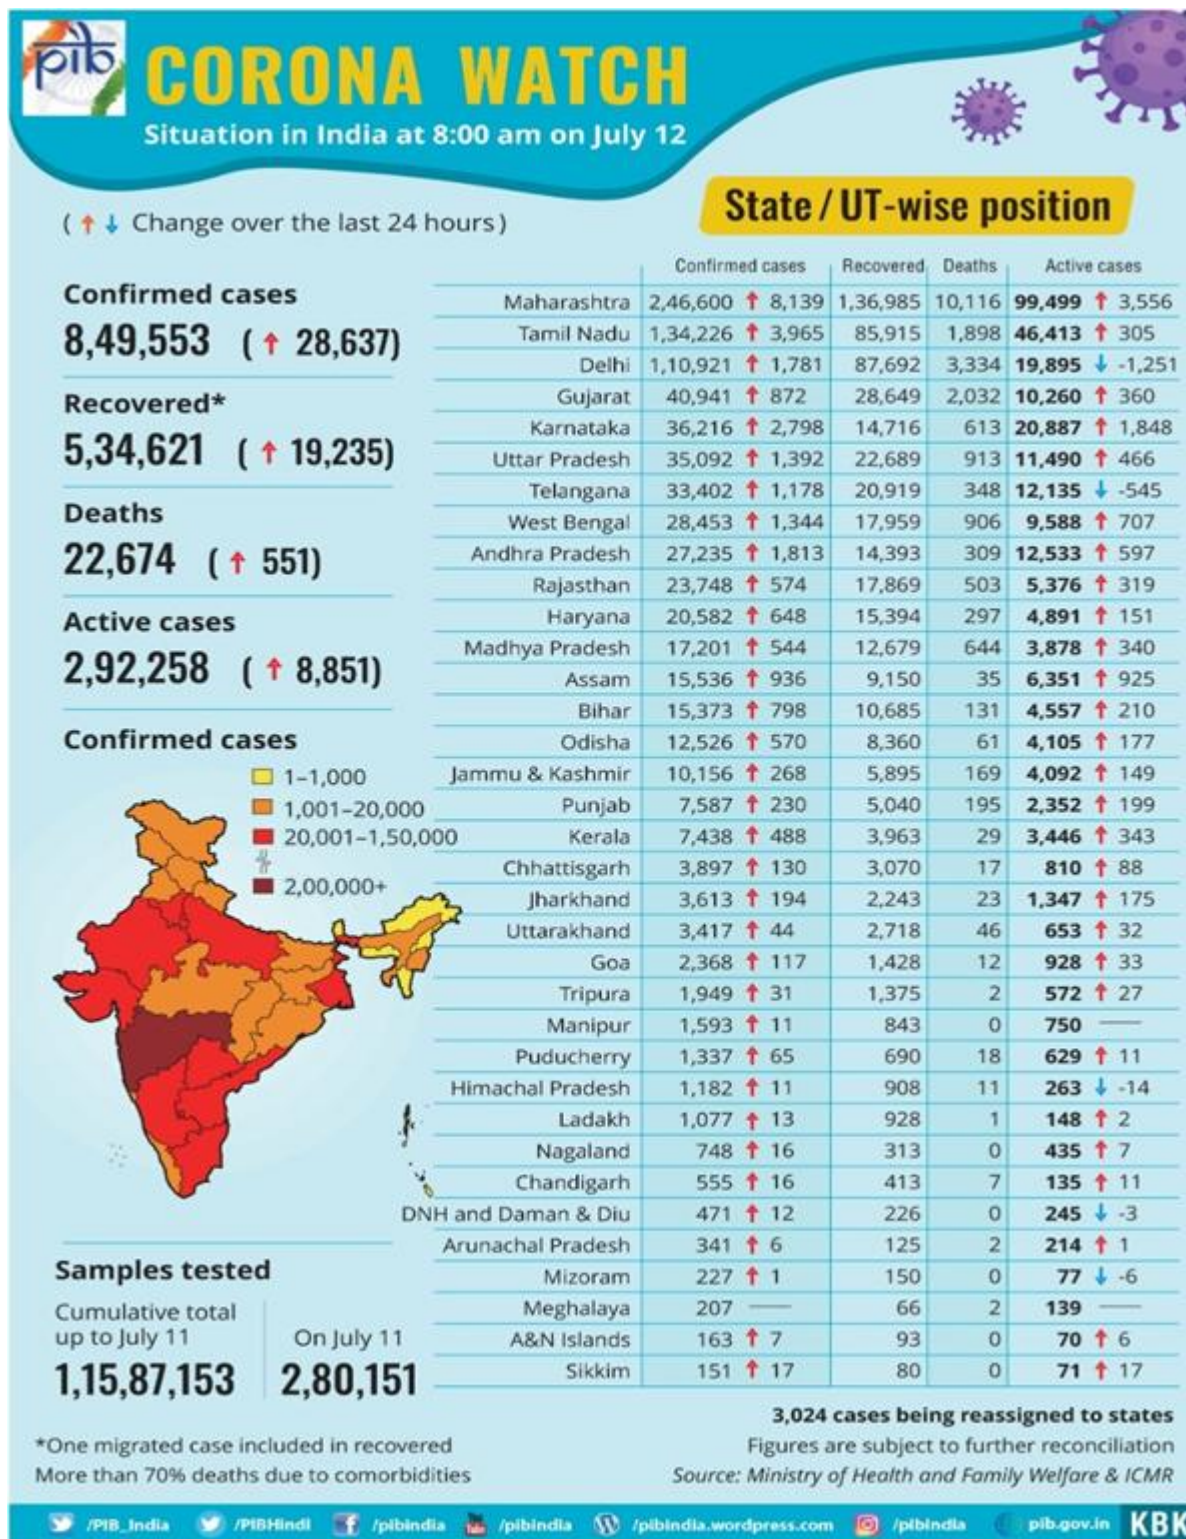 pib
CORONA WATCH
Situation in India at 8:00 am on July 12
( ↑ ↓ Change over the last 24 hours )
Confirmed cases
8,49,553 ( ↑ 28,637)
Recovered*
5,34,621 ( ↑ 19,235)
Deaths
22,674 ( ↑ 551)
Active cases
2,92,258 ( ↑ 8,851)
Confirmed cases
1–1,000
1,001–20,000
20,001–1,50,000
2,00,000+
Samples tested
Cumulative total
up to July 11
1,15,87,153
On July 11
2,80,151
State / UT-wise position
Confirmed cases Recovered Deaths Active cases
Maharashtra 2,46,600 ↑ 8,139 1,36,985 10,116 99,499 ↑ 3,556
Tamil Nadu 1,34,226 ↑ 3,965 85,915 1,898 46,413 ↑ 305
Delhi 1,10,921 ↑ 1,781 87,692 3,334 19,895 ↓ -1,251
Gujarat 40,941 ↑ 872 28,649 2,032 10,260 ↑ 360
Karnataka 36,216 ↑ 2,798 14,716 613 20,887 ↑ 1,848
Uttar Pradesh 35,092 ↑ 1,392 22,689 913 11,490 ↑ 466
Telangana 33,402 ↑ 1,178 20,919 348 12,135 ↓ -545
West Bengal 28,453 ↑ 1,344 17,959 906 9,588 ↑ 707
Andhra Pradesh 27,235 ↑ 1,813 14,393 309 12,533 ↑ 597
Rajasthan 23,748 ↑ 574 17,869 503 5,376 ↑ 319
Haryana 20,582 ↑ 648 15,394 297 4,891 ↑ 151
Madhya Pradesh 17,201 ↑ 544 12,679 644 3,878 ↑ 340
Assam 15,536 ↑ 936 9,150 35 6,351 ↑ 925
Bihar 15,373 ↑ 798 10,685 131 4,557 ↑ 210
Odisha 12,526 ↑ 570 8,360 61 4,105 ↑ 177
Jammu & Kashmir 10,156 ↑ 268 5,895 169 4,092 ↑ 149
Punjab 7,587 ↑ 230 5,040 195 2,352 ↑ 199
Kerala 7,438 ↑ 488 3,963 29 3,446 ↑ 343
Chhattisgarh 3,897 ↑ 130 3,070 17 810 ↑ 88
Jharkhand 3,613 ↑ 194 2,243 23 1,347 ↑ 175
Uttarakhand 3,417 ↑ 44 2,718 46 653 ↑ 32
Goa 2,368 ↑ 117 1,428 12 928 ↑ 33
Tripura 1,949 ↑ 31 1,375 2 572 ↑ 27
Manipur 1,593 ↑ 11 843 0 750 —
Puducherry 1,337 ↑ 65 690 18 629 ↑ 11
Himachal Pradesh 1,182 ↑ 11 908 11 263 ↓ -14
Ladakh 1,077 ↑ 13 928 1 148 ↑ 2
Nagaland 748 ↑ 16 313 0 435 ↑ 7
Chandigarh 555 ↑ 16 413 7 135 ↑ 11
DNH and Daman & Diu 471 ↑ 12 226 0 245 ↓ -3
Arunachal Pradesh 341 ↑ 6 125 2 214 ↑ 1
Mizoram 227 ↑ 1 150 0 77 ↓ -6
Meghalaya 207 — 66 2 139 —
A&N Islands 163 ↑ 7 93 0 70 ↑ 6
Sikkim 151 ↑ 17 80 0 71 ↑ 17
3,024 cases being reassigned to states
*One migrated case included in recovered
Figures are subject to further reconciliation
More than 70% deaths due to comorbidities
Source: Ministry of Health and Family Welfare & ICMR
/PIB_India /PIBHindi /pibindia /pibindia /pibindia.wordpress.com /pibindia pib.gov.in KBK